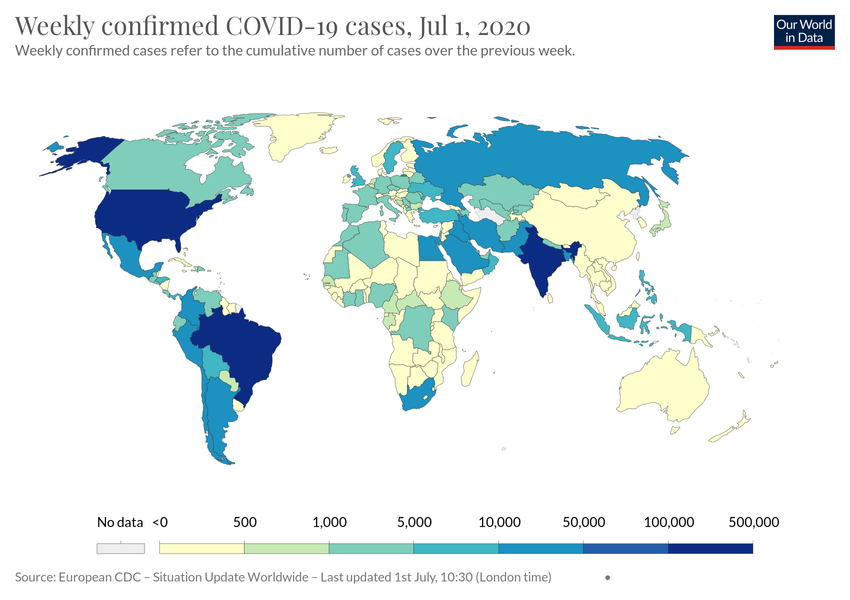 Weekly confirmed COVID-19 cases, Jul 1, 2020
Weekly confirmed cases refer to the cumulative number of cases over the previous week.
Our World
in Data
No data <0 500 1,000 5,000 10,000 50,000 100,000 500,000
Source: European CDC – Situation Update Worldwide – Last updated 1st July, 10:30 (London time) •